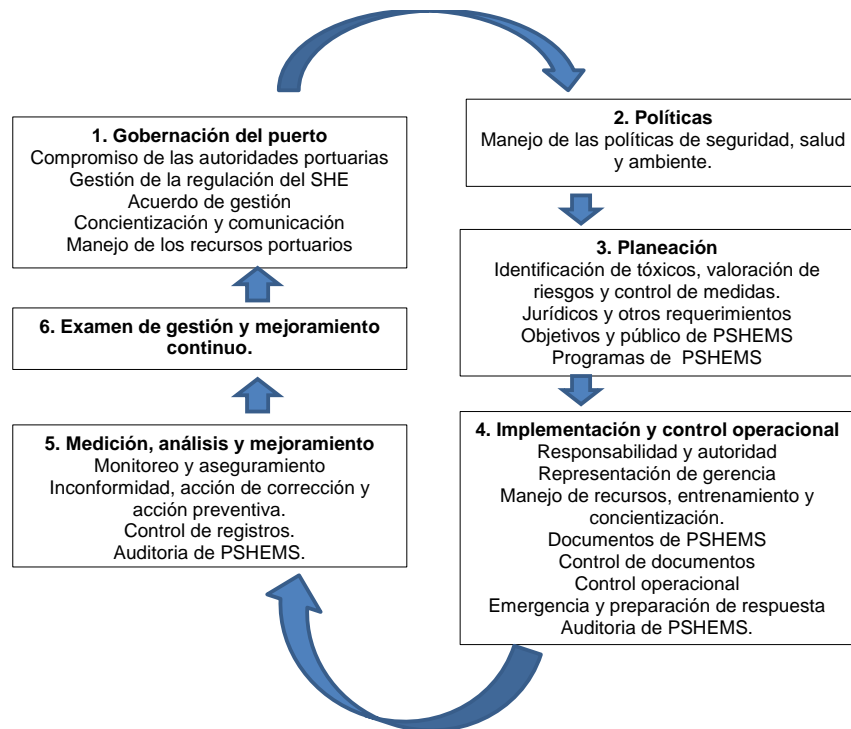 1. Gobernación del puerto
Compromiso de las autoridades portuarias
Gestión de la regulación del SHE
Acuerdo de gestión
Concientización y comunicación
Manejo de los recursos portuarios
2. Políticas
Manejo de las políticas de seguridad, salud
y ambiente.
3. Planeación
Identificación de tóxicos, valoración de
riesgos y control de medidas.
Jurídicos y otros requerimientos
Objetivos y público de PSHEMS
Programas de PSHEMS
4. Implementación y control operacional
Responsabilidad y autoridad
Representación de gerencia
Manejo de recursos, entrenamiento y
concientización.
Documentos de PSHEMS
Control de documentos
Control operacional
Emergencia y preparación de respuesta
Auditoria de PSHEMS.
5. Medición, análisis y mejoramiento
Monitoreo y aseguramiento
Inconformidad, acción de corrección y
acción preventiva.
Control de registros.
Auditoria de PSHEMS.
6. Examen de gestión y mejoramiento
continuo.